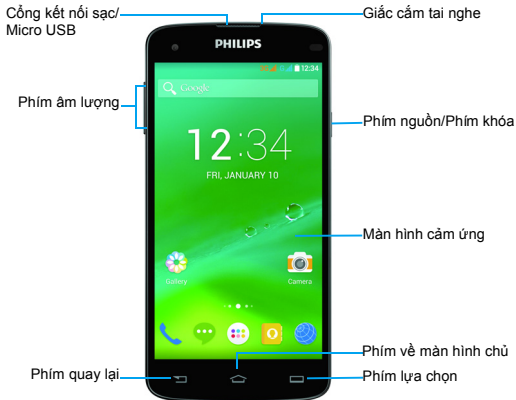 Cổng kết nối sạc/
Micro USB
Giắc cắm tai nghe
PHILIPS
12:34
Google
Phím âm lượng
Phím nguồn/Phím khóa
12:34
FRI, JANUARY 10
Màn hình cảm ứng
Gallery
Camera
Phím về màn hình chủ
Phím quay lại
Phím lựa chọn